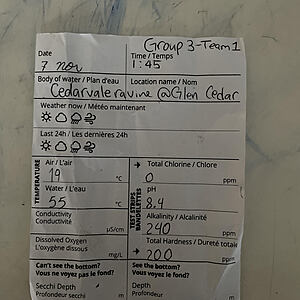 Group 3-Team 1
Date
Time / Temps
7 nov
1:45
Body of water / Plan d'eau
Location name / Nom
Cedarvale ravine @Glen Cedar
Weather now / Météo maintenant
Last 24h / Les dernières 24h
TEMPERATURE
Air / L'air
19
°C
Water / L'eau
55
°C
Conductivity
Conductivité
µS/cm
Dissolved Oxygen
L'oxygène dissous
mg/L
TEST STRIPS
BANDELETTES
Total Chlorine / Chlore
0
ppm
pH
8.4
Alkalinity / Alcalinité
240
ppm
Total Hardness / Dureté totale
200
ppm
Can't see the bottom?
Vous ne voyez pas le fond?
Secchi Depth
Profondeur secchi
m
See the bottom?
Vous voyez le fond?
Depth
Profondeur
m